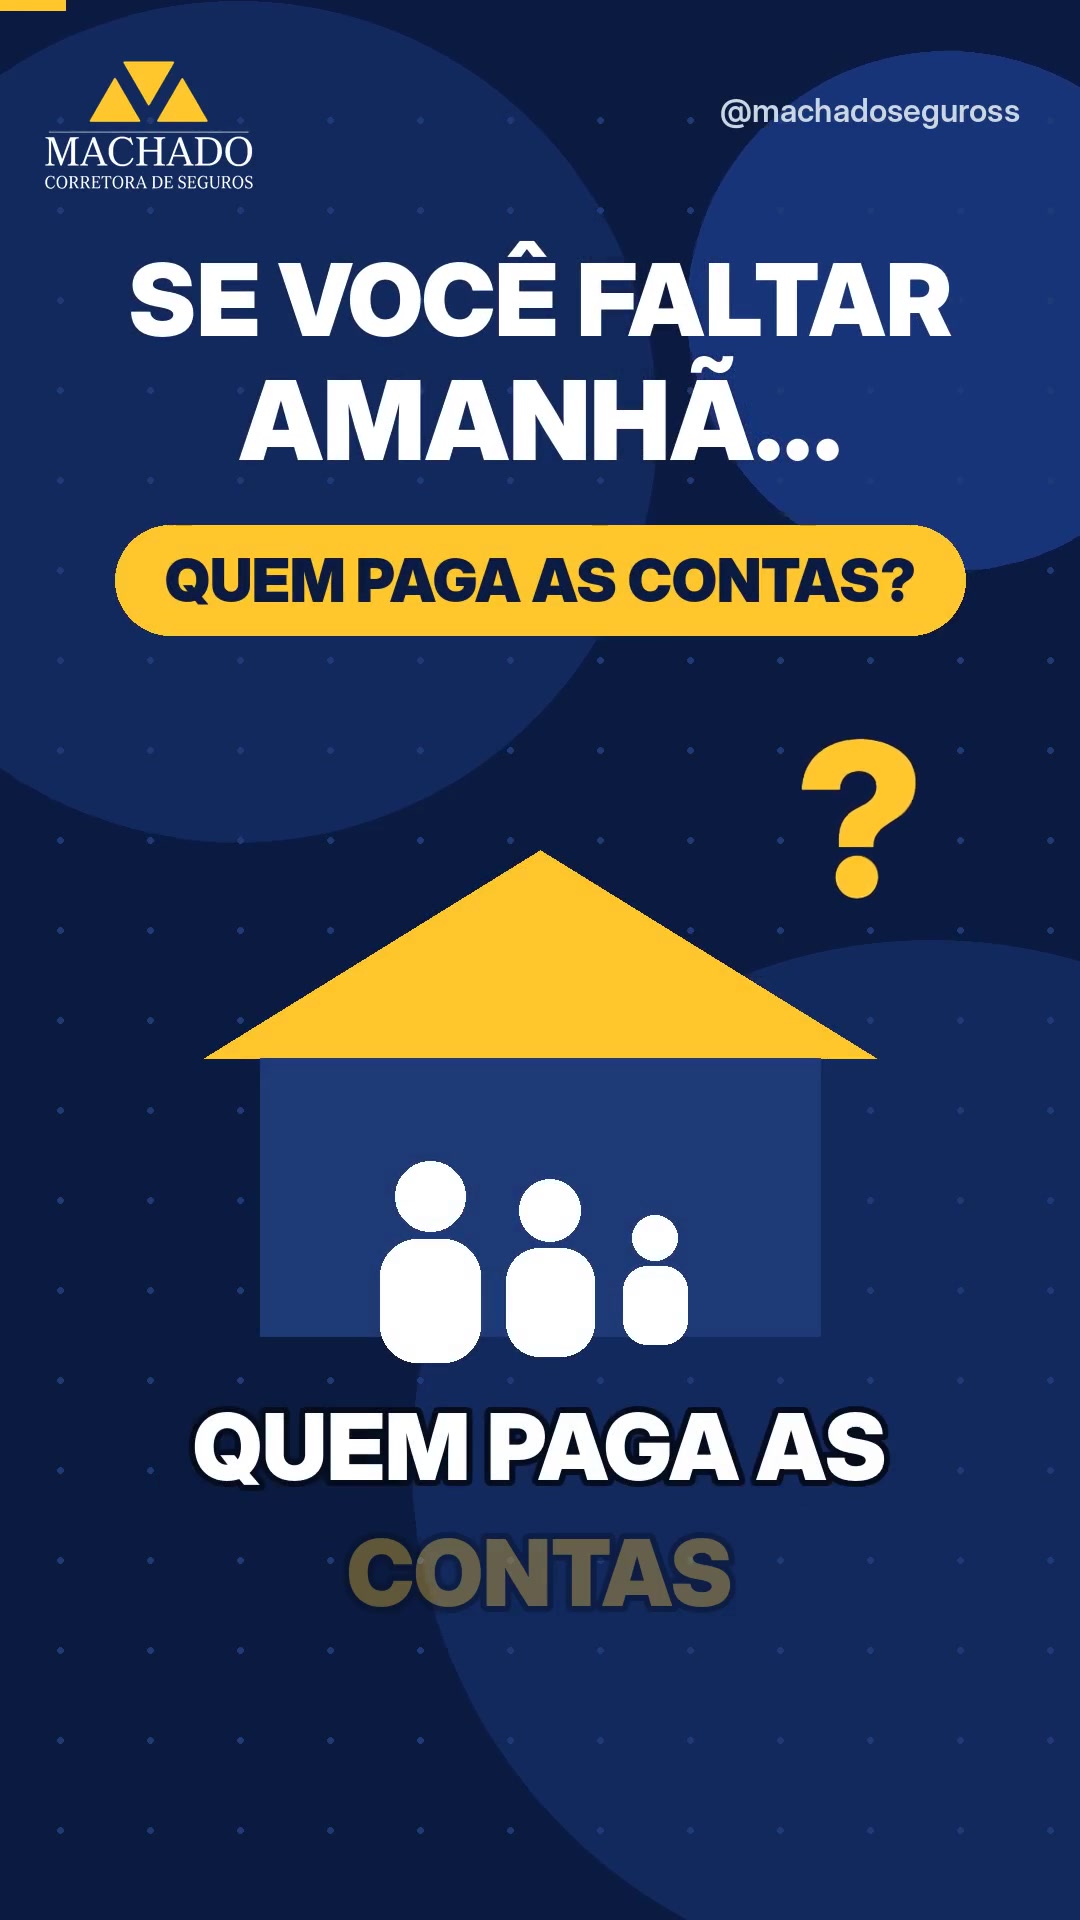 MACHADO
CORRETORA DE SEGUROS
@machadoseguross
SE VOCÊ FALTAR
AMANHÃ...
QUEM PAGA AS CONTAS?
?
QUEM PAGA AS
CONTAS